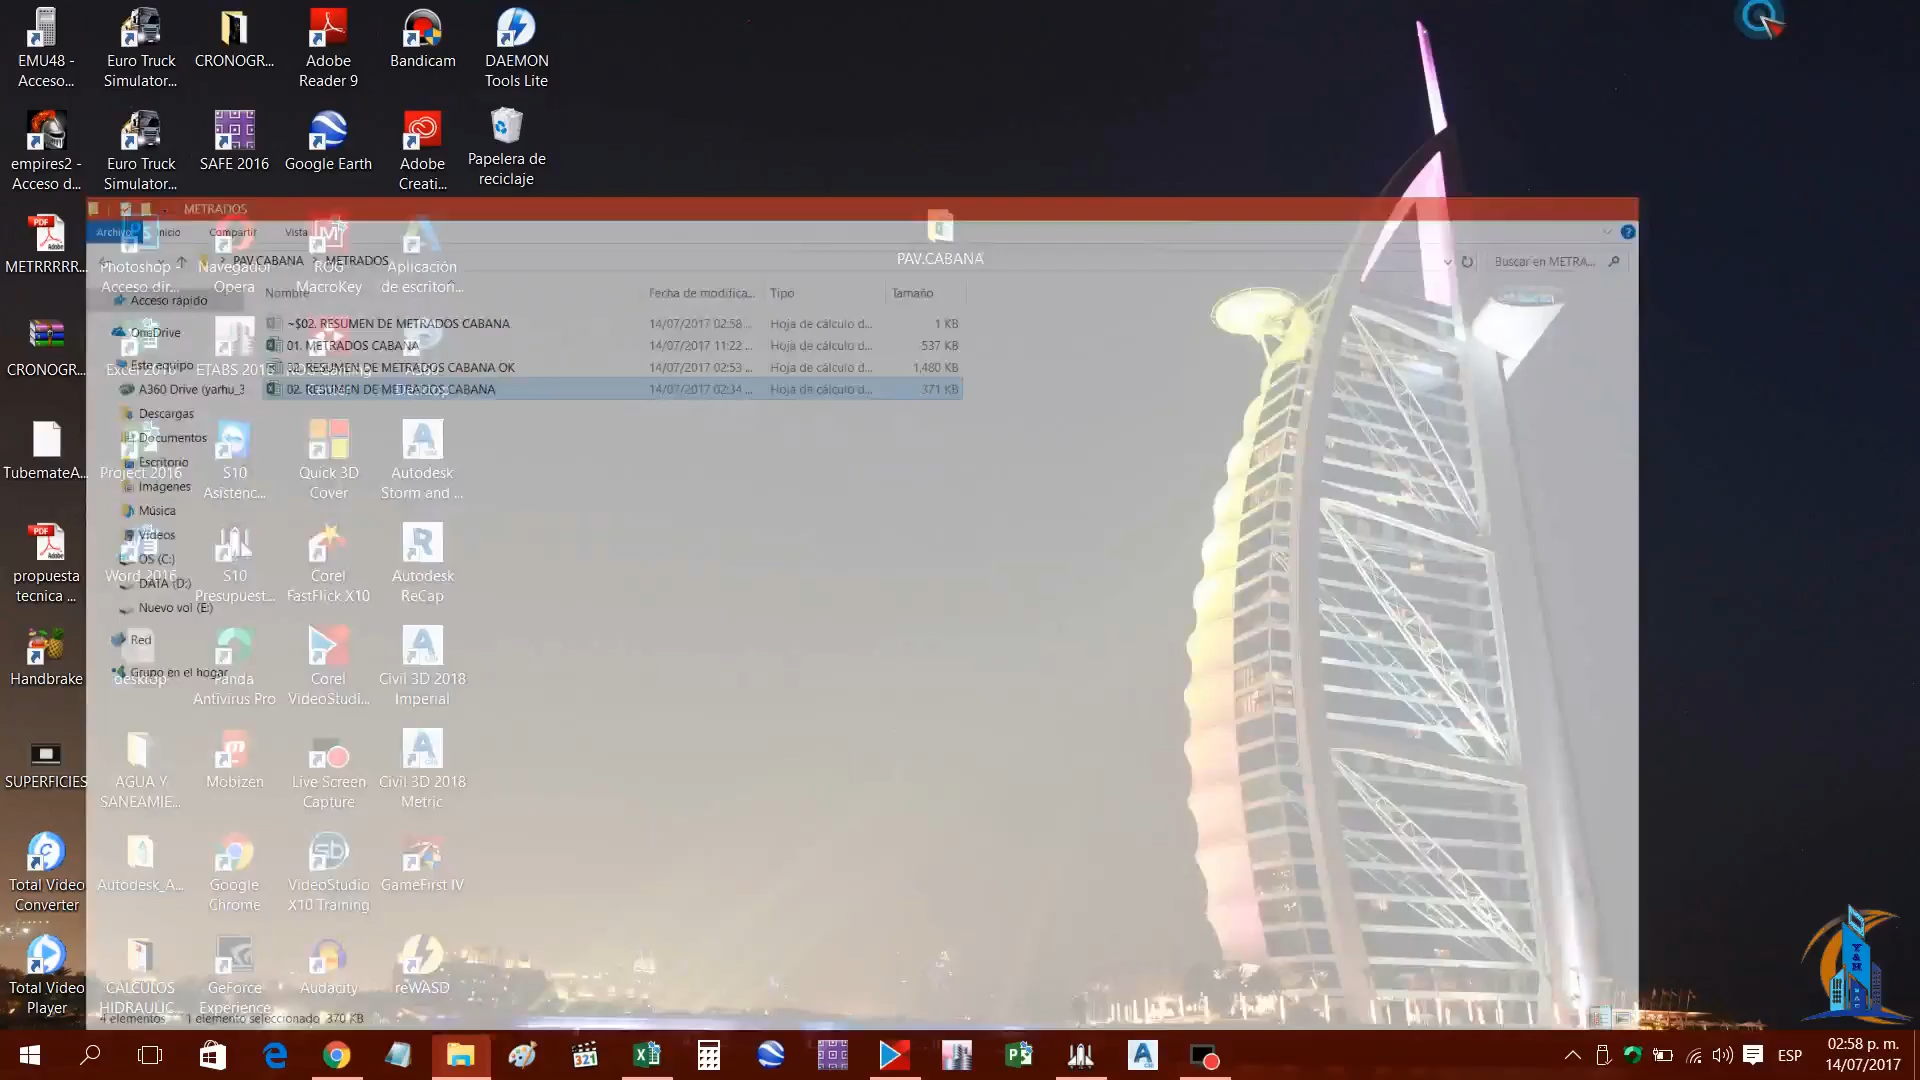 EMU48 -
Acceso...
Euro Truck
Simulator...
CRONOGR...
Adobe
Reader 9
Bandicam
DAEMON
Tools Lite
empires2 -
Acceso d...
Euro Truck
Simulator...
SAFE 2016
Google Earth
Adobe
Creati...
Papelera de
reciclaje
METRADOS
Archivo
Inicio
Compartir
Vista
PAV.CABANA
PAV.CABANA > METRADOS
Buscar en METRA...
METRRRRR...
Photoshop -
Acceso dir...
Navegador
Opera
ROG
MacroKey
Aplicación
de escritori...
Nombre
Fecha de modifica...
Tipo
Tamaño
~$02. RESUMEN DE METRADOS CABANA
14/07/2017 02:58 ...
Hoja de cálculo d...
1 KB
01. METRADOS CABANA
14/07/2017 11:22 ...
Hoja de cálculo d...
537 KB
02. RESUMEN DE METRADOS CABANA OK
14/07/2017 02:53 ...
Hoja de cálculo d...
1,480 KB
02. RESUMEN DE METRADOS CABANA
14/07/2017 02:34 ...
Hoja de cálculo d...
371 KB
Acceso rápido
OneDrive
Este equipo
A360 Drive (yarhu_3
Descargas
Documentos
Escritorio
Imágenes
Música
Vídeos
OS (C:)
DATA (D:)
Nuevo vol (E:)
Red
Grupo en el hogar
CRONOGR...
Excel 2016
ETABS 2015
TubemateA...
Project 2016
S10
Asistenc...
Quick 3D
Cover
Autodesk
Storm and ...
propuesta
tecnica ...
Word 2016
S10
Presupuest...
Corel
FastFlick X10
Autodesk
ReCap
Handbrake
desktop
Panda
Antivirus Pro
Corel
VideoStudi...
Civil 3D 2018
Imperial
SUPERFICIES
AGUA Y
SANEAMIE...
Mobizen
Live Screen
Capture
Civil 3D 2018
Metric
Total Video
Converter
Autodesk_A...
Google
Chrome
VideoStudio
X10 Training
GameFirst IV
Total Video
Player
CALCULOS
HIDRAULIC...
GeForce
Experience
Audacity
reWASD
4 elementos
1 elemento seleccionado 370 KB
ESP
02:58 p. m.
14/07/2017